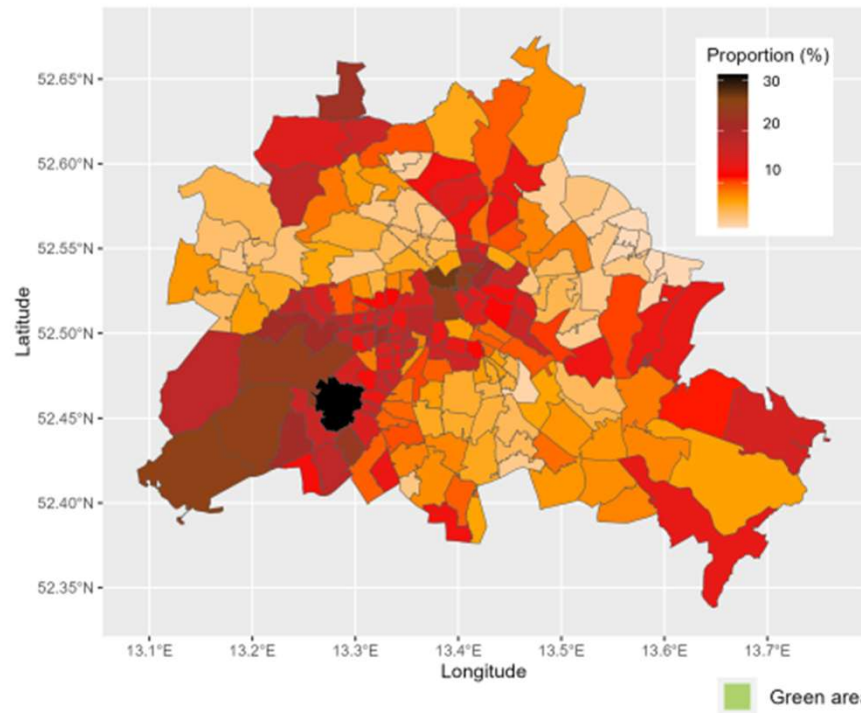 Proportion (%)
30
20
10
52.65°N
52.60°N
52.55°N
52.50°N
52.45°N
52.40°N
52.35°N
Latitude
13.1°E 13.2°E 13.3°E 13.4°E 13.5°E 13.6°E 13.7°E
Longitude
Green area